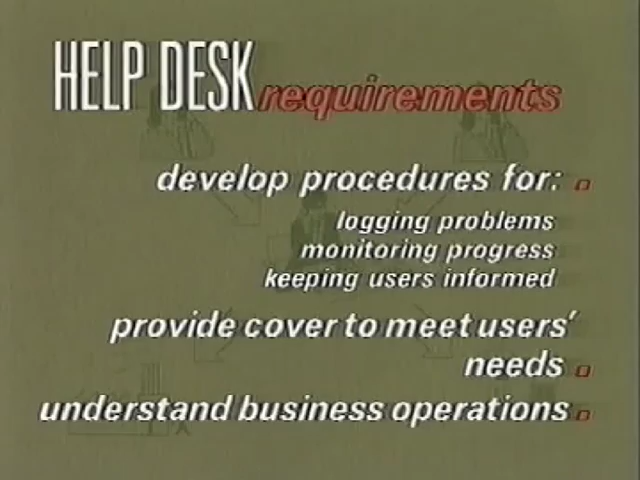 HELP DESK requirements
develop procedures for:
logging problems
monitoring progress
keeping users informed
provide cover to meet users'
needs
understand business operations